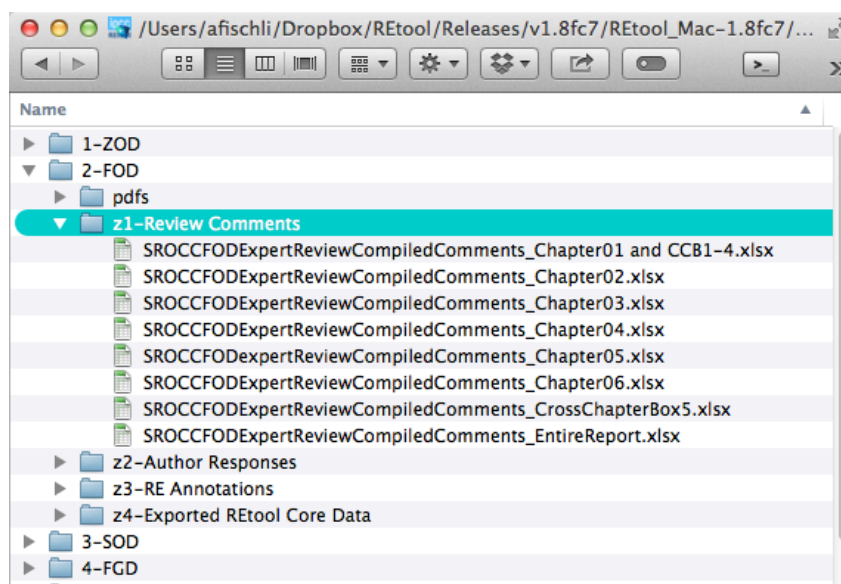 /Users/afischli/Dropbox/REtool/Releases/v1.8fc7/REtool_Mac-1.8fc7/...
Name
1-ZOD
2-FOD
pdfs
z1-Review Comments
SROCCFODExpertReviewCompiledComments_Chapter01 and CCB1-4.xlsx
SROCCFODExpertReviewCompiledComments_Chapter02.xlsx
SROCCFODExpertReviewCompiledComments_Chapter03.xlsx
SROCCFODExpertReviewCompiledComments_Chapter04.xlsx
SROCCFODExpertReviewCompiledComments_Chapter05.xlsx
SROCCFODExpertReviewCompiledComments_Chapter06.xlsx
SROCCFODExpertReviewCompiledComments_CrossChapterBox5.xlsx
SROCCFODExpertReviewCompiledComments_EntireReport.xlsx
z2-Author Responses
z3-RE Annotations
z4-Exported REtool Core Data
3-SOD
4-FGD